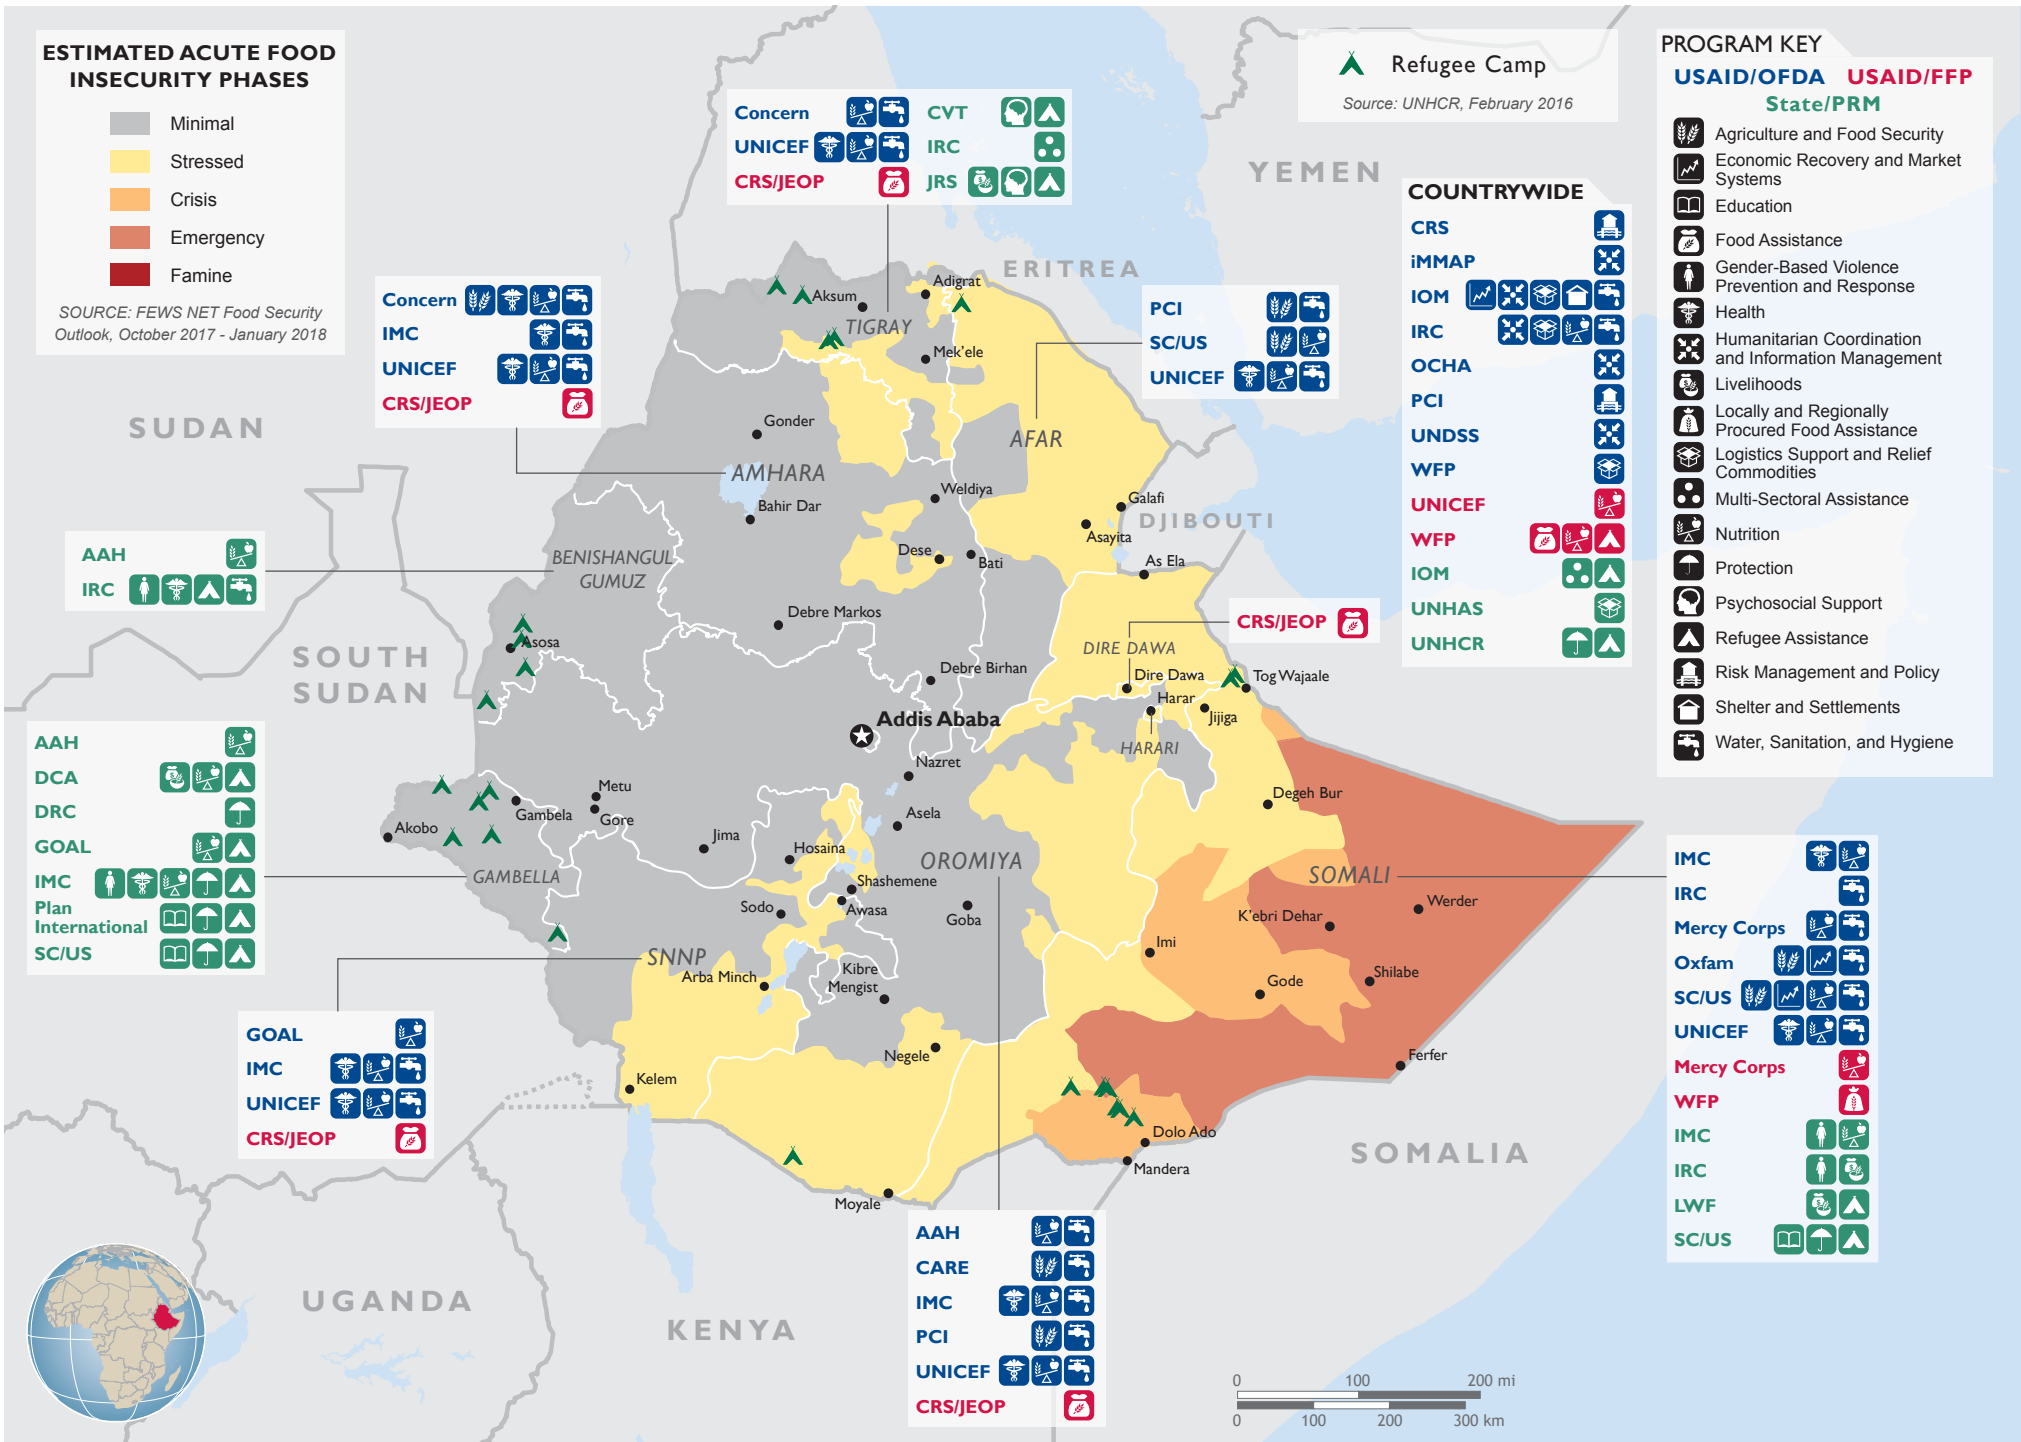 ESTIMATED ACUTE FOOD
INSECURITY PHASES
Minimal
Stressed
Crisis
Emergency
Famine
SOURCE: FEWS NET Food Security
Outlook, October 2017 - January 2018
Refugee Camp
Source: UNHCR, February 2016
PROGRAM KEY
USAID/OFDA USAID/FFP
State/PRM
Agriculture and Food Security
Economic Recovery and Market
Systems
Education
Food Assistance
Gender-Based Violence
Prevention and Response
Health
Humanitarian Coordination
and Information Management
Livelihoods
Locally and Regionally
Procured Food Assistance
Logistics Support and Relief
Commodities
Multi-Sectoral Assistance
Nutrition
Protection
Psychosocial Support
Refugee Assistance
Risk Management and Policy
Shelter and Settlements
Water, Sanitation, and Hygiene
COUNTRYWIDE
CRS
iMMAP
IOM
IRC
OCHA
PCI
UNDSS
WFP
UNICEF
WFP
IOM
UNHAS
UNHCR
Concern
UNICEF
CRS/JEOP
CVT
IRC
JRS
Concern
IMC
UNICEF
CRS/JEOP
PCI
SC/US
UNICEF
AAH
IRC
CRS/JEOP
AAH
DCA
DRC
GOAL
IMC
Plan
International
SC/US
GOAL
IMC
UNICEF
CRS/JEOP
AAH
CARE
IMC
PCI
UNICEF
CRS/JEOP
IMC
IRC
Mercy Corps
Oxfam
SC/US
UNICEF
Mercy Corps
WFP
IMC
IRC
LWF
SC/US
YEMEN
ERITREA
SUDAN
DJIBOUTI
SOUTH
SUDAN
SOMALIA
UGANDA
KENYA
TIGRAY
AFAR
AMHARA
BENISHANGUL
GUMUZ
DIRE DAWA
HARARI
OROMIYA
SOMALI
GAMBELLA
SNNP
Adigrat
Aksum
Mek'ele
Gonder
Weldiya
Bahir Dar
Galafi
Asayita
Dese
Bati
As Ela
Debre Markos
Asosa
Debre Birhan
Dire Dawa
Tog Wajaale
Harar
Jijiga
Addis Ababa
Nazret
Metu
Gore
Gambela
Akobo
Asela
Degeh Bur
Jima
Hosaina
Shashemene
Awasa
Sodo
Goba
K'ebri Dehar
Werder
Imi
Kibre
Mengist
Arba Minch
Gode
Shilabe
Negele
Ferfer
Kelem
Dolo Ado
Mandera
Moyale
0 100 200 mi
0 100 200 300 km